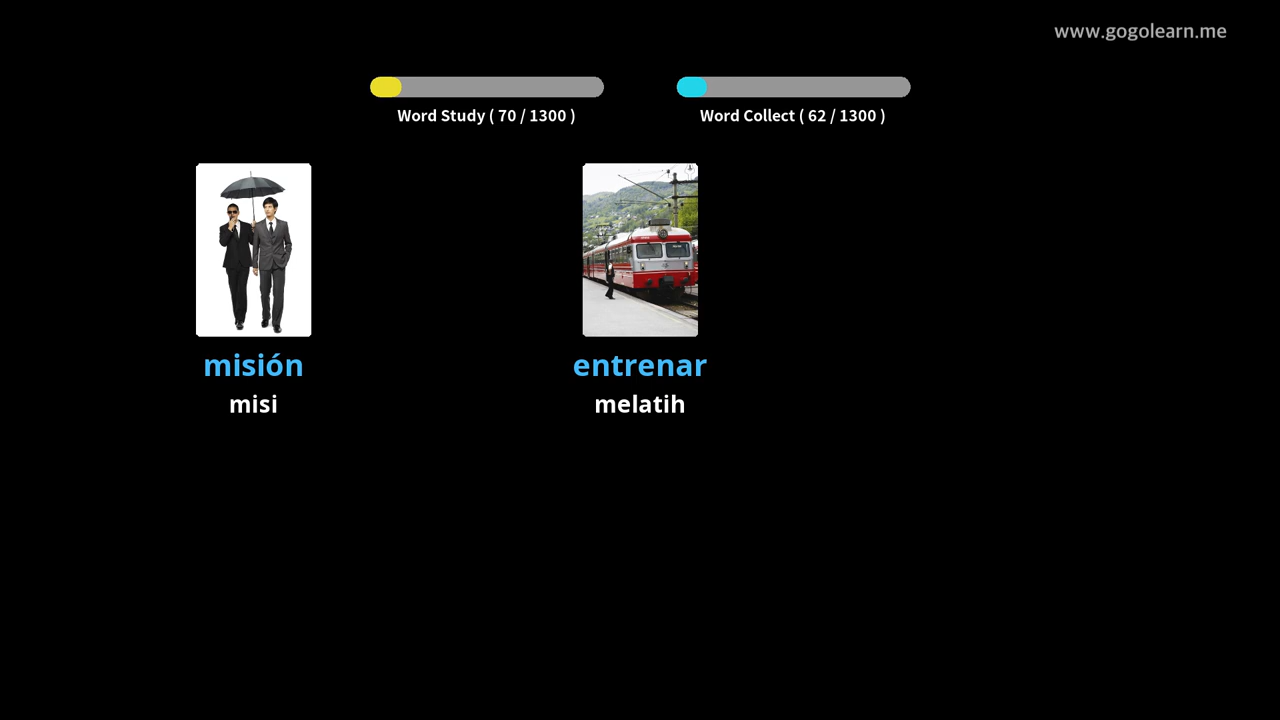 www.gogolearn.me
Word Study ( 70 / 1300 )
Word Collect ( 62 / 1300 )
misión
misi
entrenar
melatih